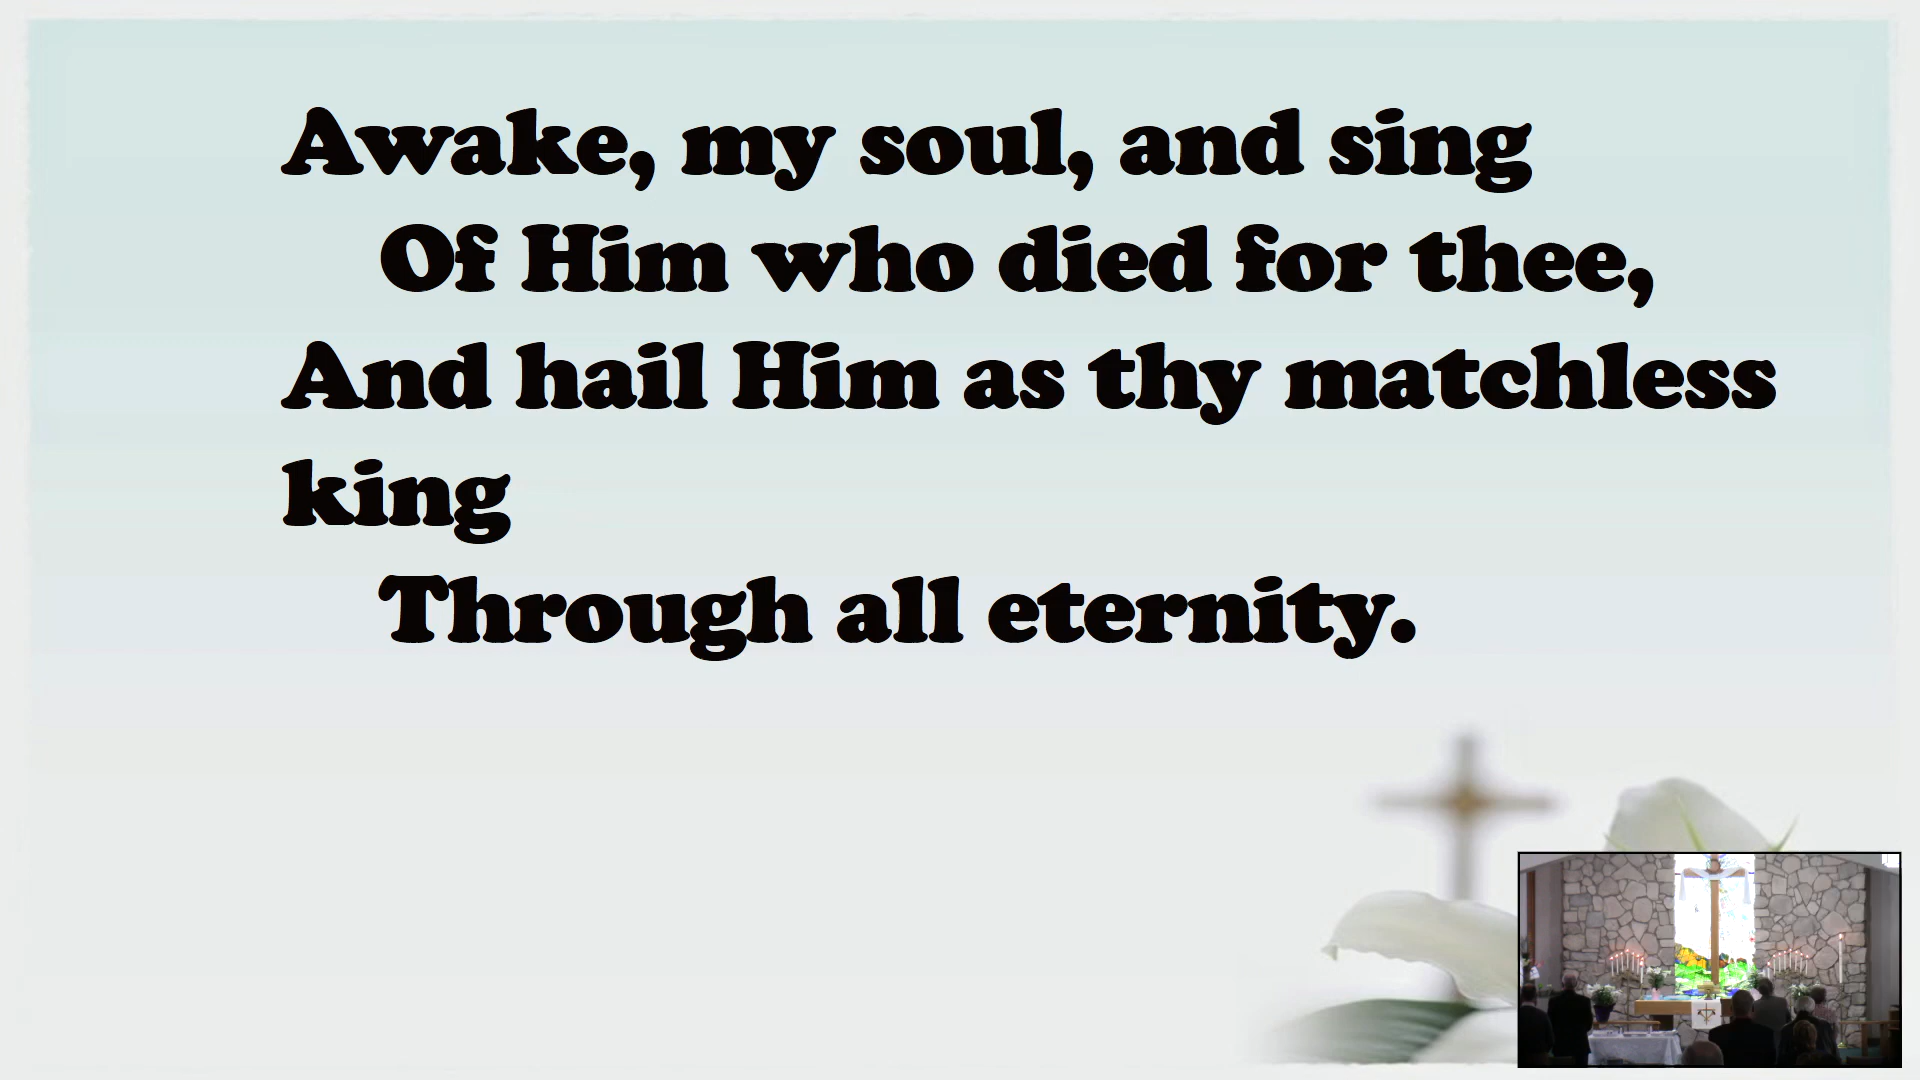 Awake, my soul, and sing
Of Him who died for thee,
And hail Him as thy matchless
king
Through all eternity.